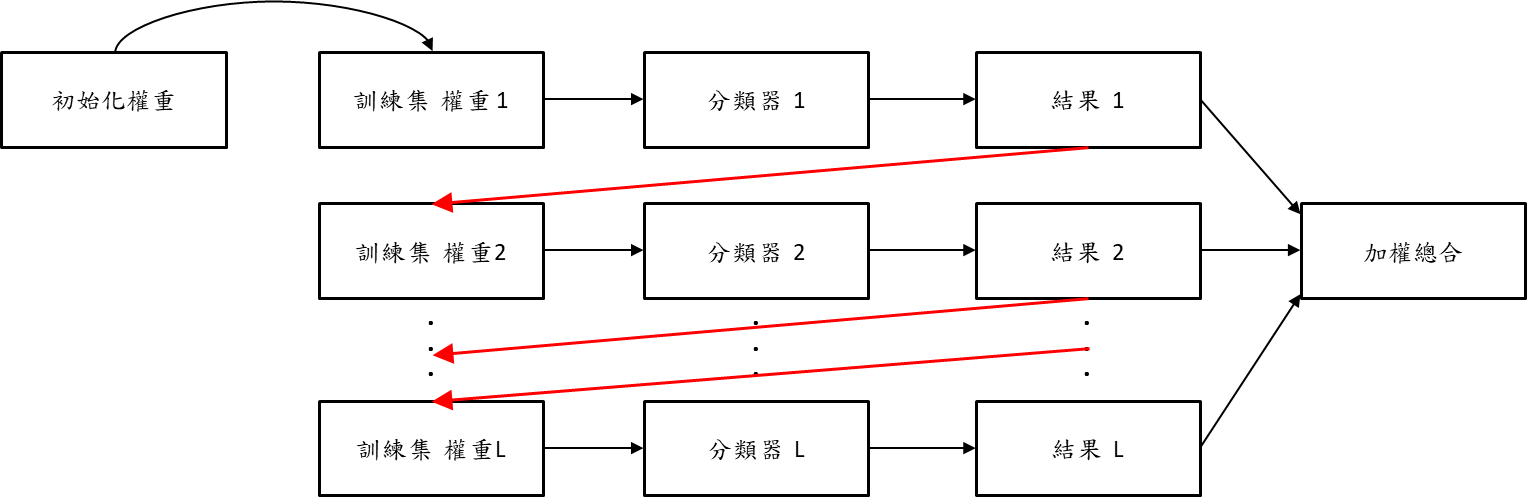 初始化權重
訓練集 權重1
分類器 1
結果 1
訓練集 權重2
分類器 2
結果 2
加權總合
訓練集 權重L
分類器 L
結果 L